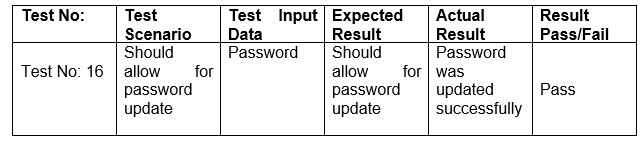 Test No: Test Scenario Test Input Data Expected Result Actual Result Result Pass/Fail
Test No: 16 Should allow for password update Password Should allow for password update Password was updated successfully Pass